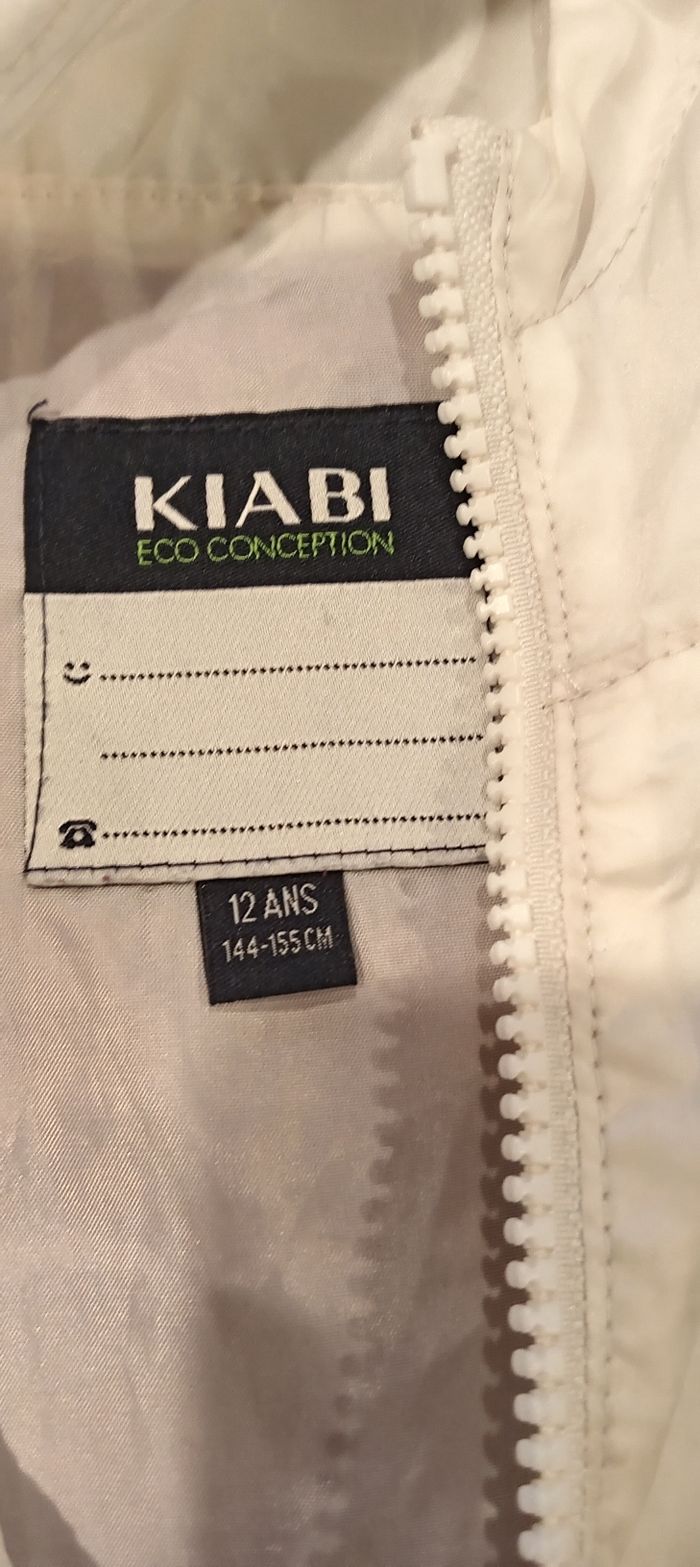 KIABI
ECO CONCEPTION
12 ANS
144-155 CM